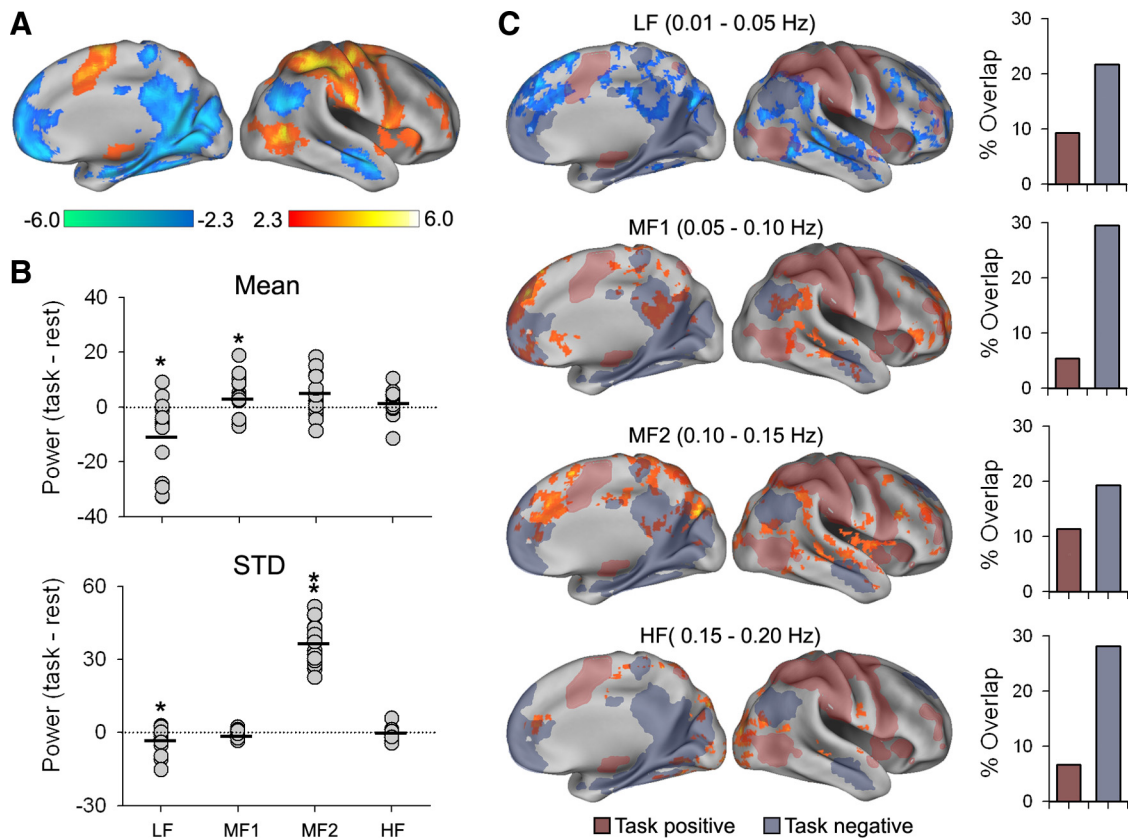 A
-6.0 -2.3 2.3 6.0
B
Mean
Power (task - rest)
40
20
0
-20
-40
*
*
STD
Power (task - rest)
60
30
0
-30
*
**
LF MF1 MF2 HF
C
LF (0.01 - 0.05 Hz)
% Overlap
30
20
10
0
MF1 (0.05 - 0.10 Hz)
% Overlap
30
20
10
0
MF2 (0.10 - 0.15 Hz)
% Overlap
30
20
10
0
HF( 0.15 - 0.20 Hz)
% Overlap
30
20
10
0
Task positive Task negative